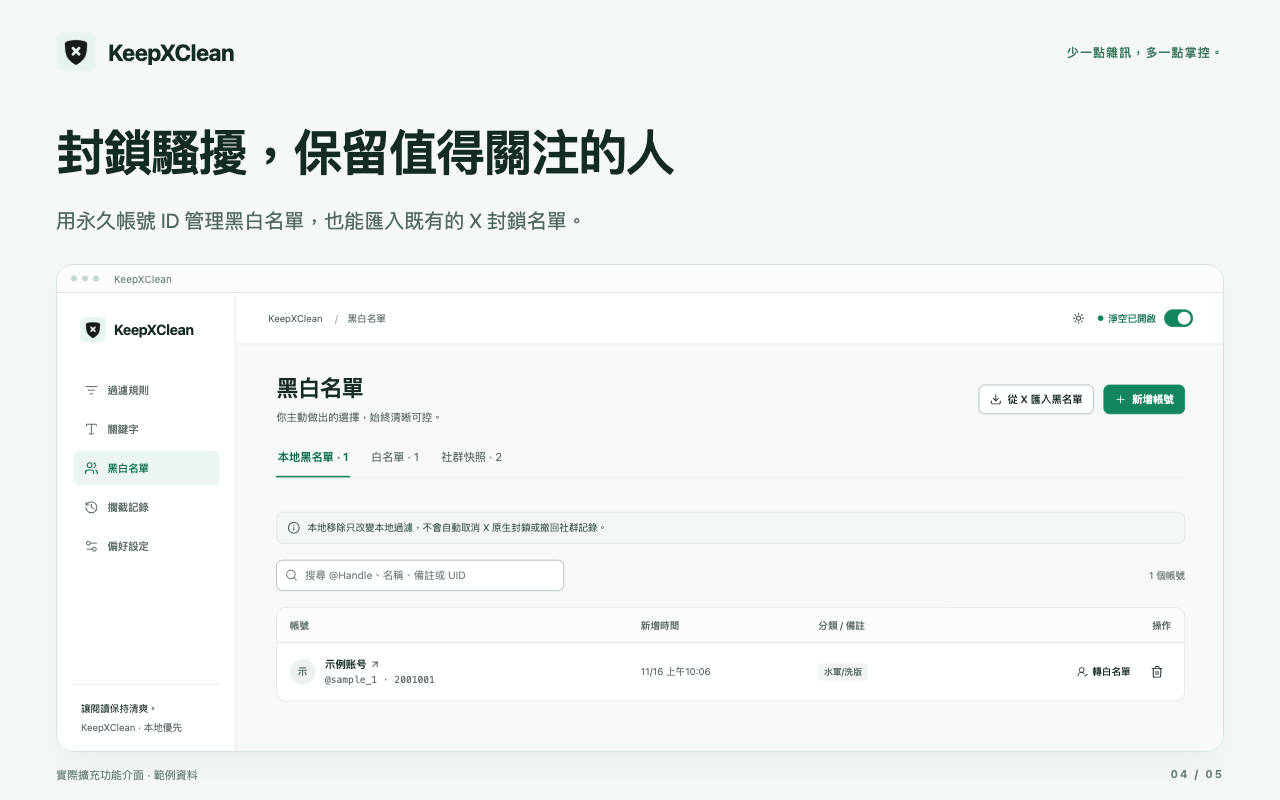 KeepXClean
少一點雜訊，多一點掌控。
封鎖騷擾，保留值得關注的人
用永久帳號 ID 管理黑白名單，也能匯入既有的 X 封鎖名單。
KeepXClean
KeepXClean
KeepXClean / 黑白名單
淨空已開啟
過濾規則
關鍵字
黑白名單
攔截記錄
偏好設定
讓閱讀保持清爽。
KeepXClean · 本地優先
黑白名單
你主動做出的選擇，始終清晰可控。
從 X 匯入黑名單
新增帳號
本地黑名單 · 1
白名單 · 1
社群快照 · 2
本地移除只改變本地過濾，不會自動取消 X 原生封鎖或撤回社群記錄。
搜尋 @Handle、名稱、備註或 UID
1 個帳號
帳號 新增時間 分類 / 備註 操作
示 示例账号
@sample_1 · 2001001
11/16 上午10:06
水軍/洗版
轉白名單
實際擴充功能介面 · 範例資料
04 / 05